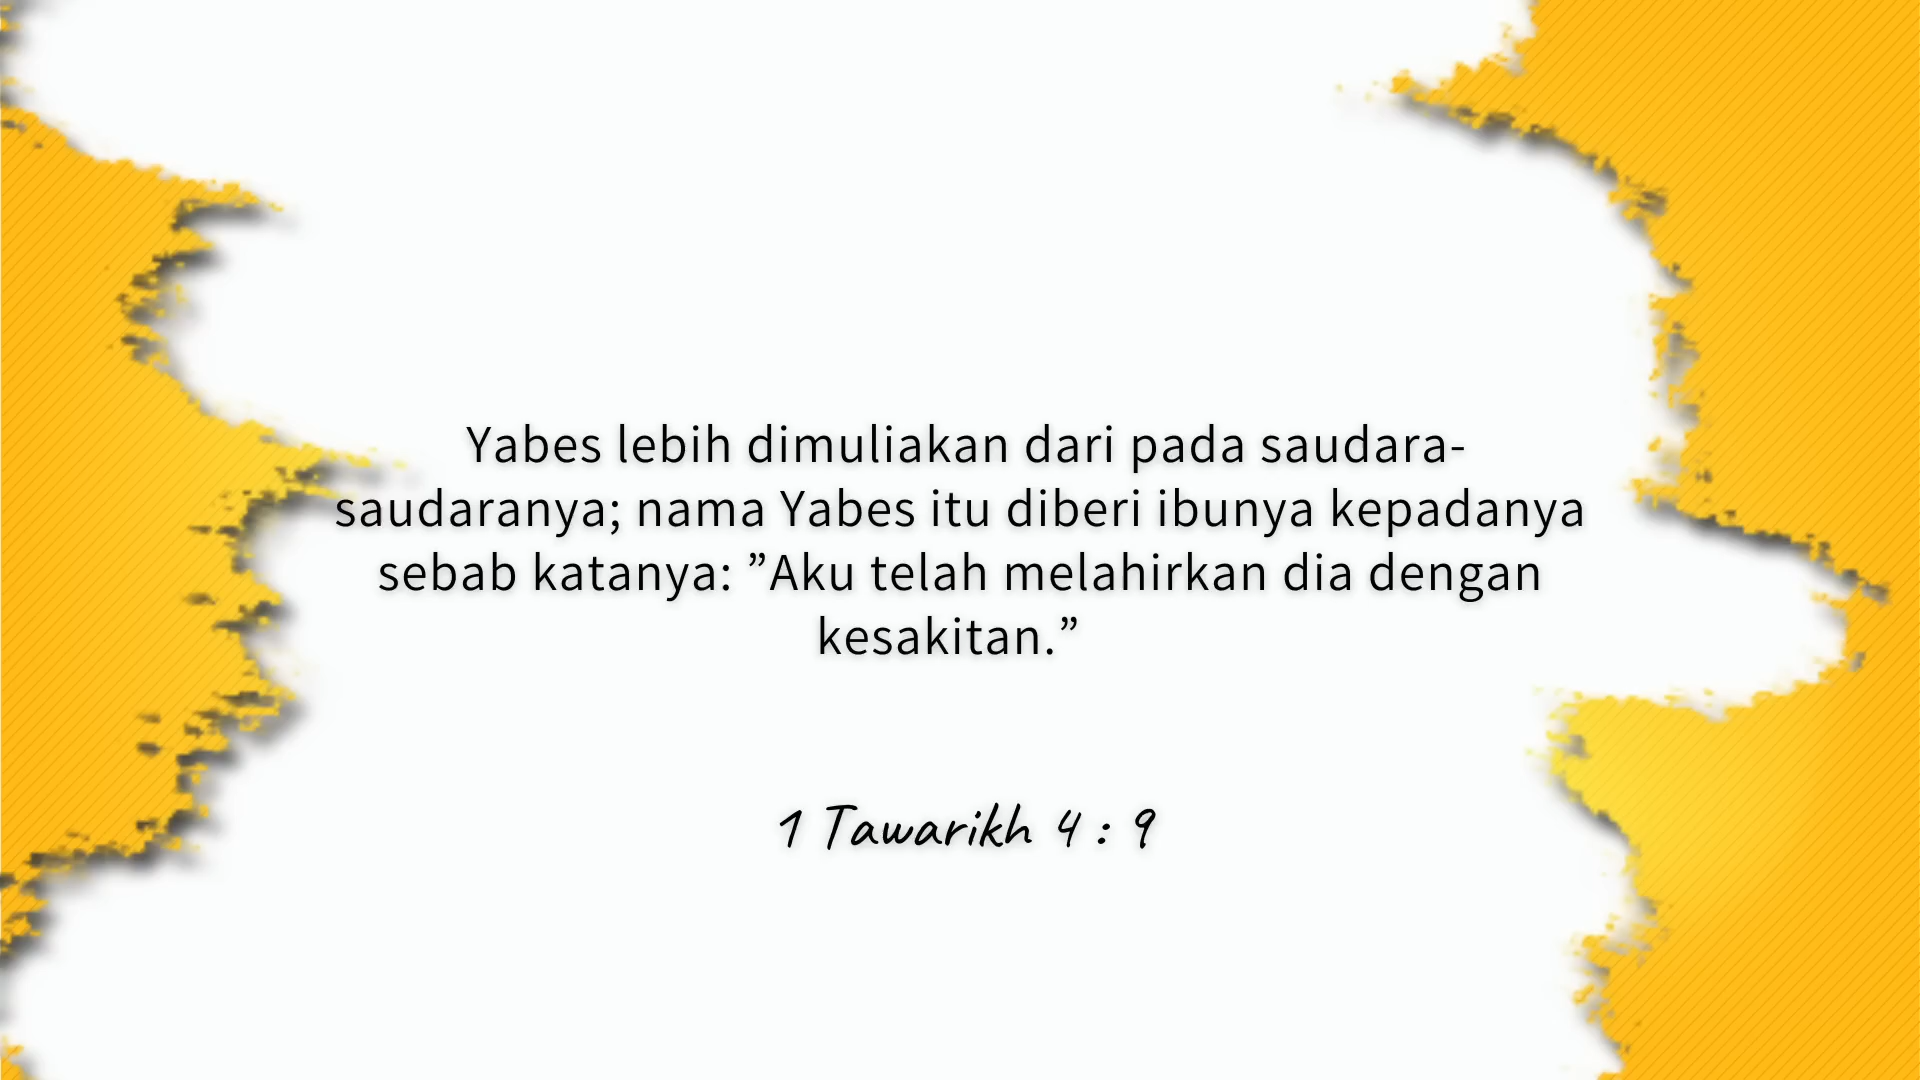 Yabes lebih dimuliakan dari pada saudara-
saudaranya; nama Yabes itu diberi ibunya kepadanya
sebab katanya: ”Aku telah melahirkan dia dengan
kesakitan.”
1 Tawarikh 4 : 9